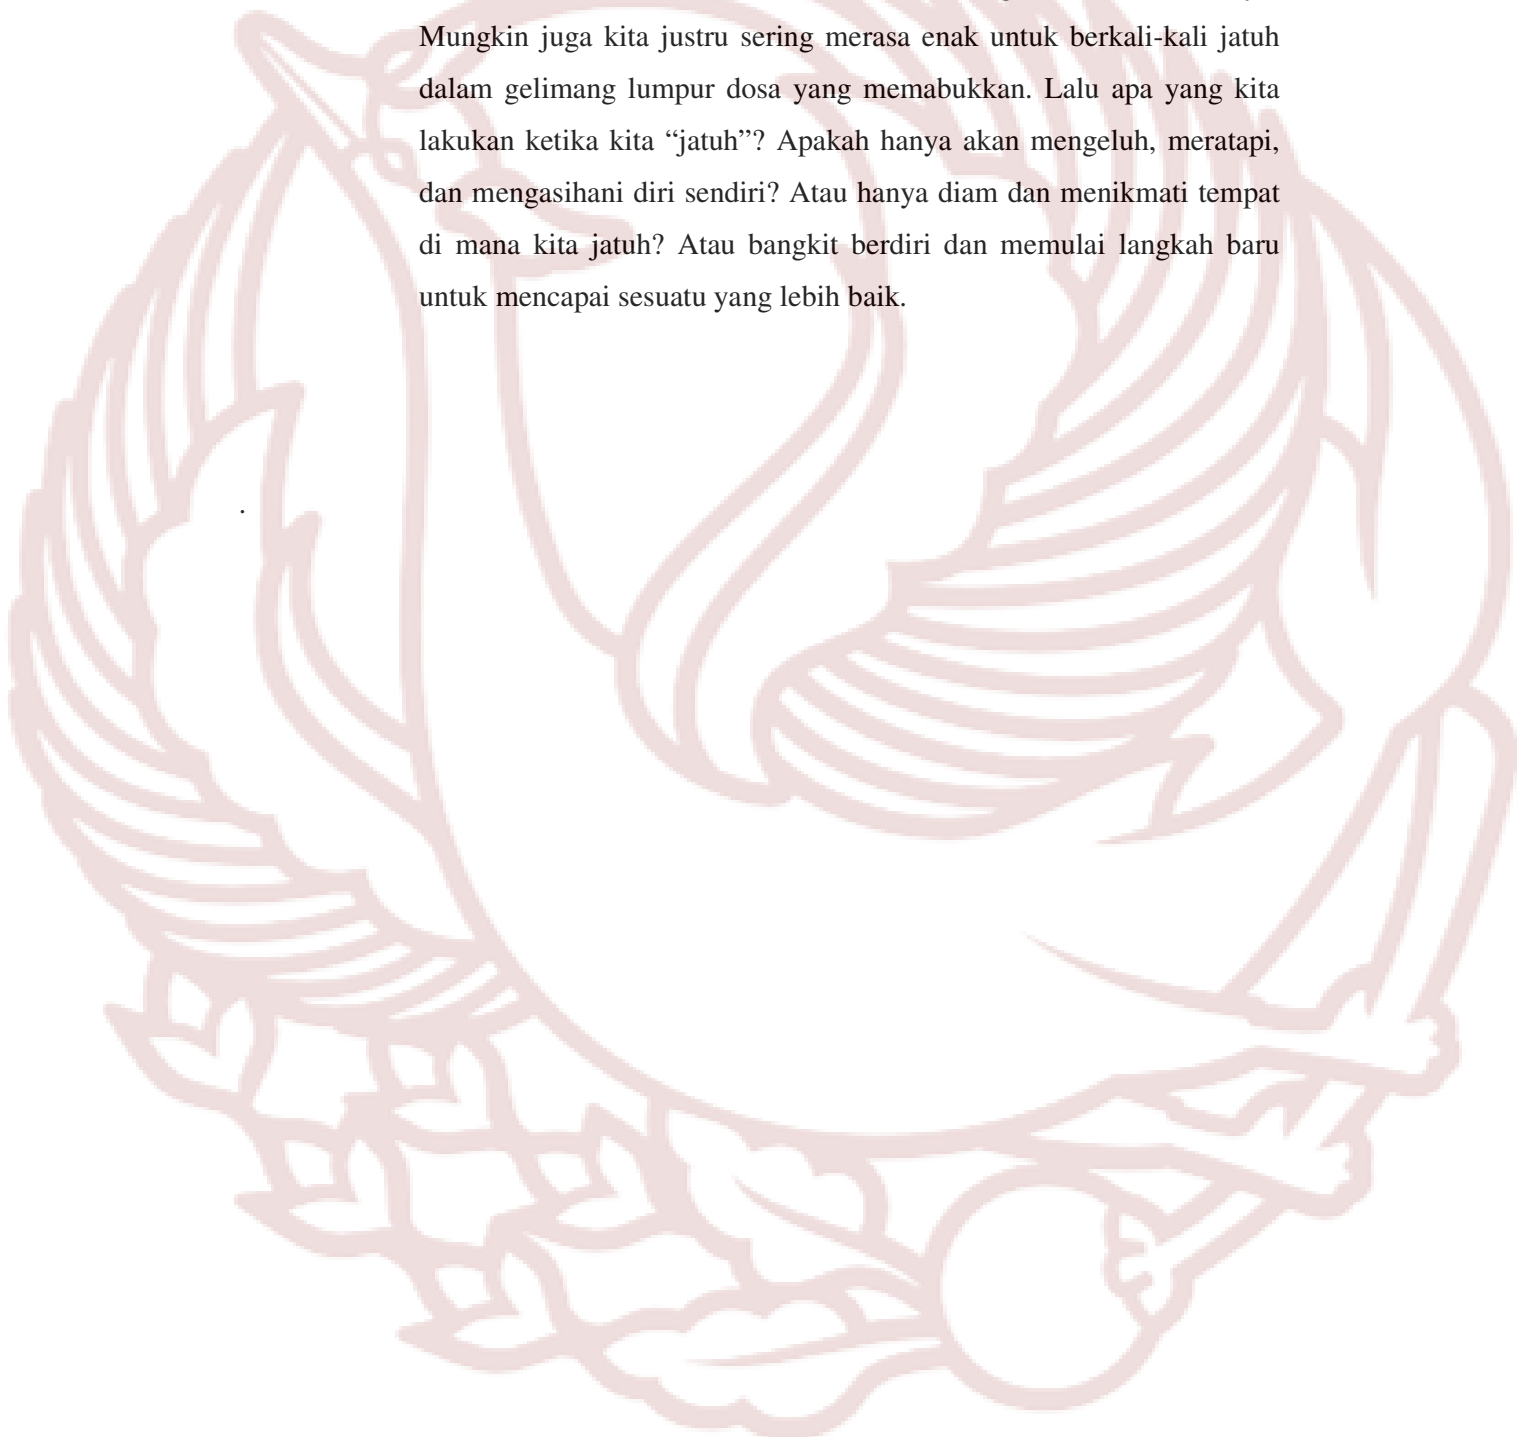 Mungkin juga kita justru sering merasa enak untuk berkali-kali jatuh
dalam gelimang lumpur dosa yang memabukkan. Lalu apa yang kita
lakukan ketika kita “jatuh”? Apakah hanya akan mengeluh, meratapi,
dan mengasihani diri sendiri? Atau hanya diam dan menikmati tempat
di mana kita jatuh? Atau bangkit berdiri dan memulai langkah baru
untuk mencapai sesuatu yang lebih baik.
.